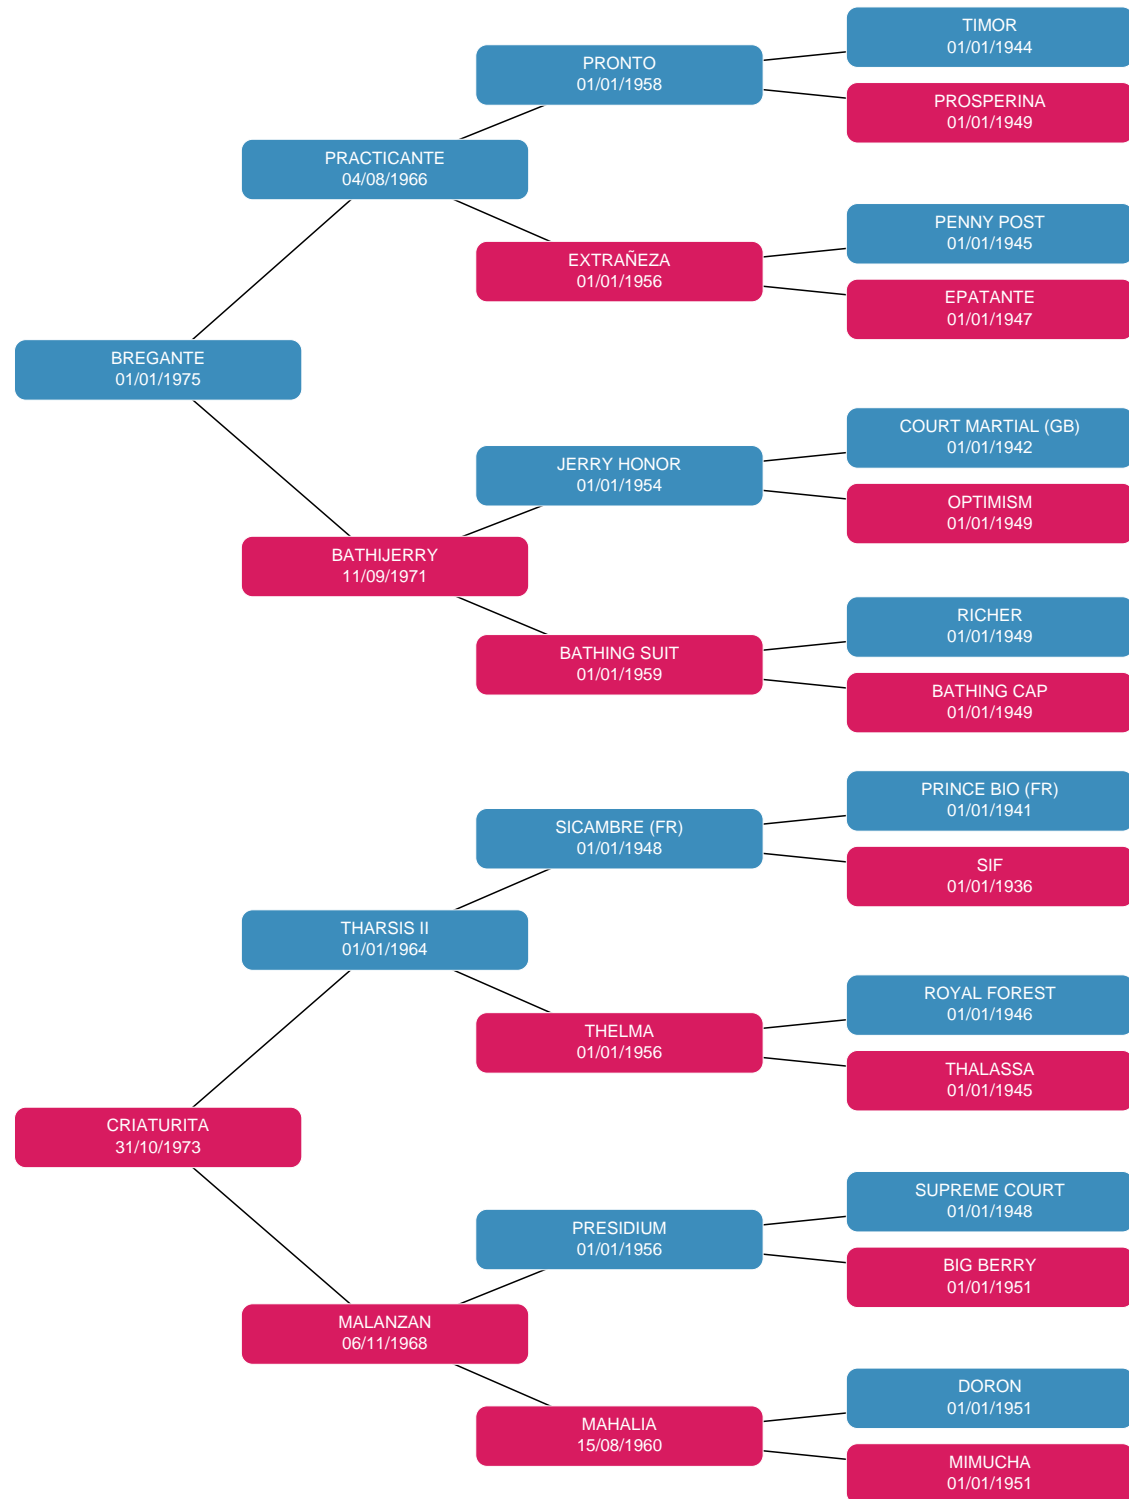 TIMOR
01/01/1944
PRONTO
01/01/1958
PROSPERINA
01/01/1949
PRACTICANTE
04/08/1966
PENNY POST
01/01/1945
EXTRAÑEZA
01/01/1956
EPATANTE
01/01/1947
BREGANTE
01/01/1975
COURT MARTIAL (GB)
01/01/1942
JERRY HONOR
01/01/1954
OPTIMISM
01/01/1949
BATHIJERRY
11/09/1971
RICHER
01/01/1949
BATHING SUIT
01/01/1959
BATHING CAP
01/01/1949
PRINCE BIO (FR)
01/01/1941
SICAMBRE (FR)
01/01/1948
SIF
01/01/1936
THARSIS II
01/01/1964
ROYAL FOREST
01/01/1946
THELMA
01/01/1956
THALASSA
01/01/1945
CRIATURITA
31/10/1973
SUPREME COURT
01/01/1948
PRESIDIUM
01/01/1956
BIG BERRY
01/01/1951
MALANZAN
06/11/1968
DORON
01/01/1951
MAHALIA
15/08/1960
MIMUCHA
01/01/1951